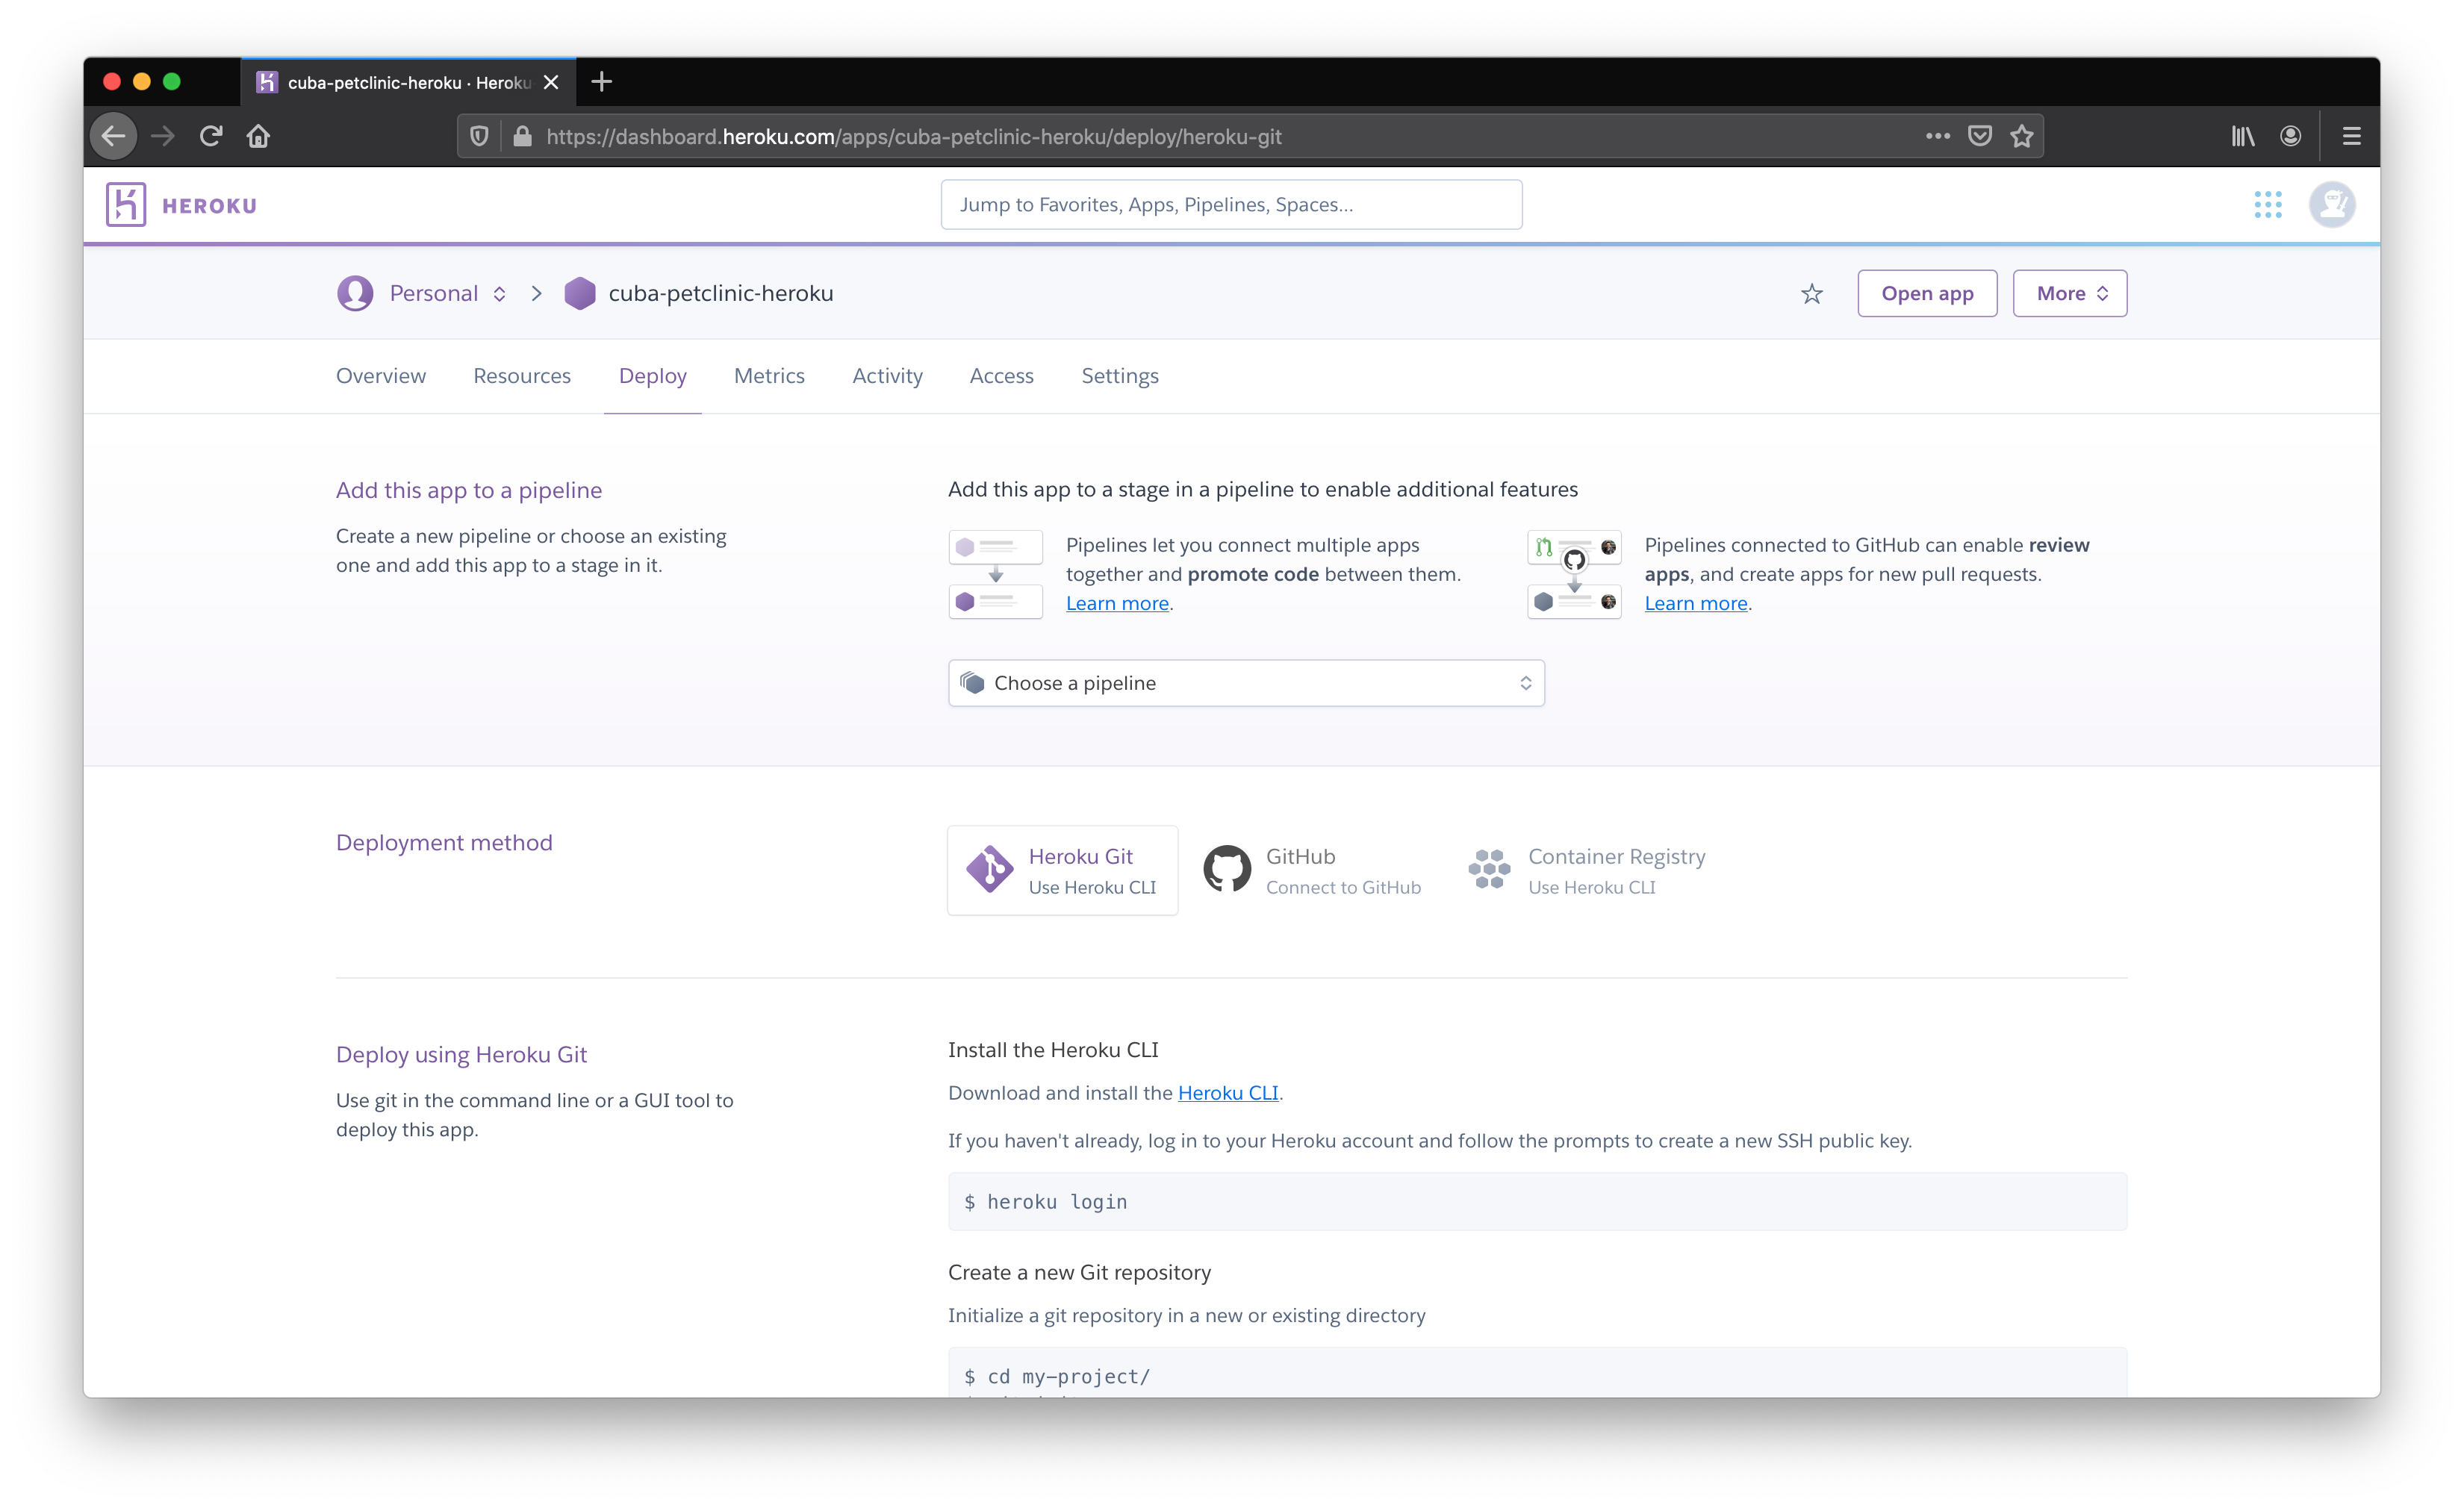 cuba-petclinic-heroku · Heroku
https://dashboard.heroku.com/apps/cuba-petclinic-heroku/deploy/heroku-git
HEROKU
Jump to Favorites, Apps, Pipelines, Spaces...
Personal
cuba-petclinic-heroku
Open app
More
Overview
Resources
Deploy
Metrics
Activity
Access
Settings
Add this app to a pipeline
Create a new pipeline or choose an existing
one and add this app to a stage in it.
Add this app to a stage in a pipeline to enable additional features
Pipelines let you connect multiple apps
together and promote code between them.
Learn more.
Pipelines connected to GitHub can enable review
apps, and create apps for new pull requests.
Learn more.
Choose a pipeline
Deployment method
Heroku Git
Use Heroku CLI
GitHub
Connect to GitHub
Container Registry
Use Heroku CLI
Deploy using Heroku Git
Use git in the command line or a GUI tool to
deploy this app.
Install the Heroku CLI
Download and install the Heroku CLI.
If you haven't already, log in to your Heroku account and follow the prompts to create a new SSH public key.
$ heroku login
Create a new Git repository
Initialize a git repository in a new or existing directory
$ cd my-project/